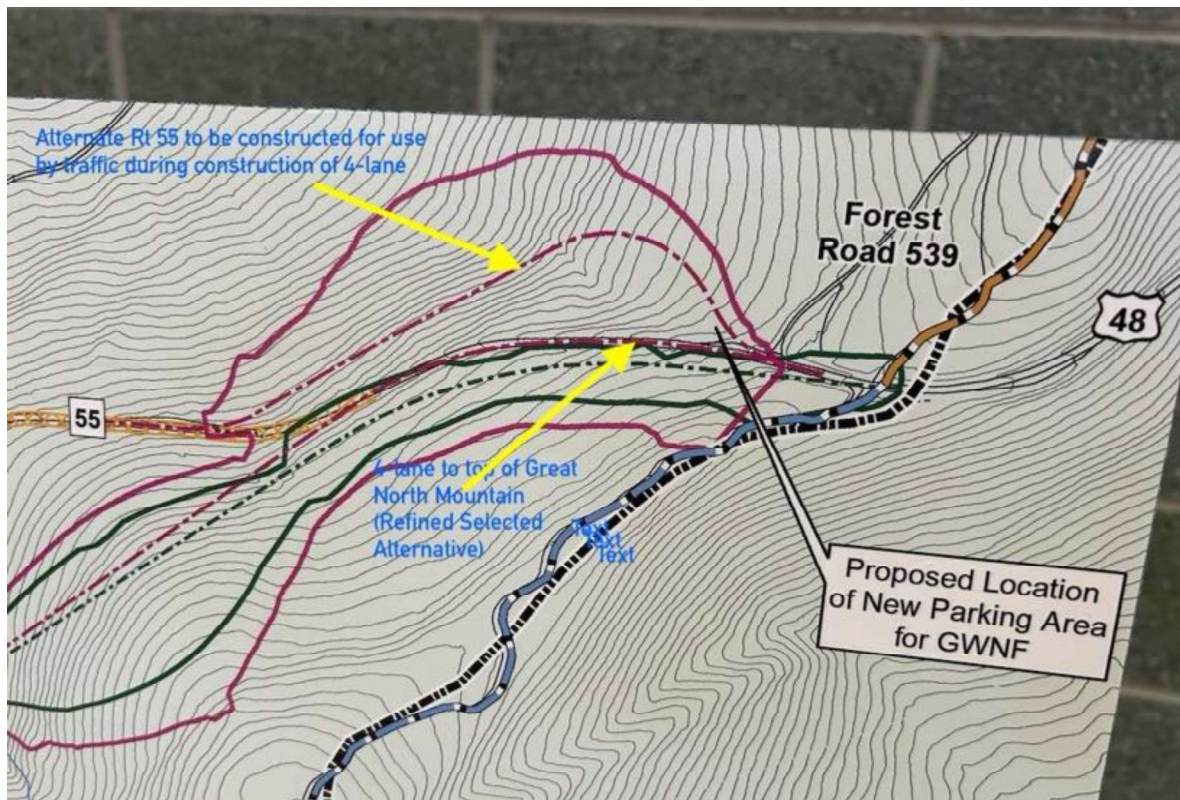 Alternate Rt 55 to be constructed for use
by traffic during construction of 4-lane
Forest
Road 539
48
55
4-lane to top of Great
North Mountain
(Refined Selected
Alternative)
Text
Text
Text
Proposed Location
of New Parking Area
for GWNF